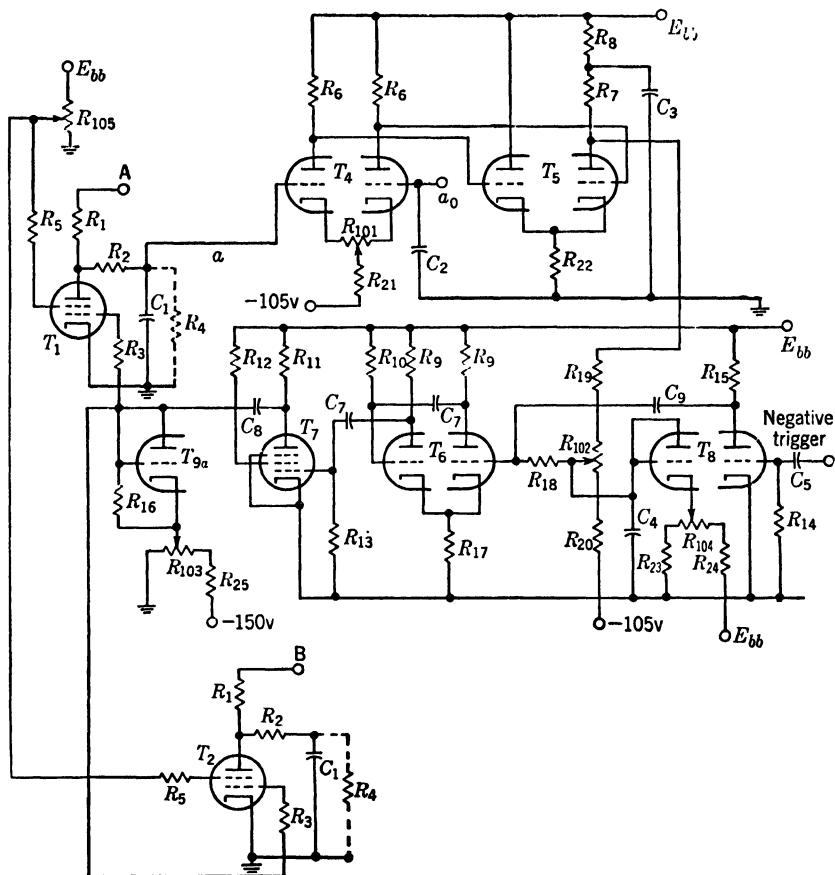 E_bb
R_8
E_bb
R_6
R_6
R_7
C_3
R_105
A
T_4
T_5
a_0
R_5
R_1
R_2
a
R_101
C_2
R_22
R_21
−105v
C_1
R_4
T_1
R_3
R_12
R_11
R_10
R_9
R_9
E_bb
R_19
R_15
C_8
C_7
C_7
C_9
Negative
trigger
T_9a
T_7
T_6
R_102
T_8
R_18
C_5
R_16
C_4
R_13
R_17
R_20
R_14
R_103
R_25
R_23
R_104
R_24
−150v
−105v
E_bb
B
R_1
R_2
T_2
C_1
R_4
R_5
R_3